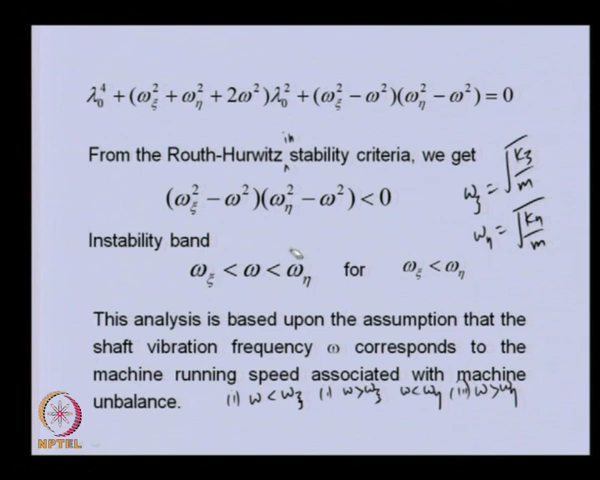 λ₀⁴ + (ω_ξ² + ω_η² + 2ω²)λ₀² + (ω_ξ² − ω²)(ω_η² − ω²) = 0
in
From the Routh-Hurwitz ^ stability criteria, we get
ω_ξ = √(K_ξ/m)
(ω_ξ² − ω²)(ω_η² − ω²) < 0
ω_η = √(K_η/m)
Instability band
ω_ξ < ω < ω_η for ω_ξ < ω_η
This analysis is based upon the assumption that the
shaft vibration frequency ω corresponds to the
machine running speed associated with machine
unbalance. (i) ω < ω_ξ (i) ω > ω_ξ ω < ω_η (iii) ω > ω_η
NPTEL